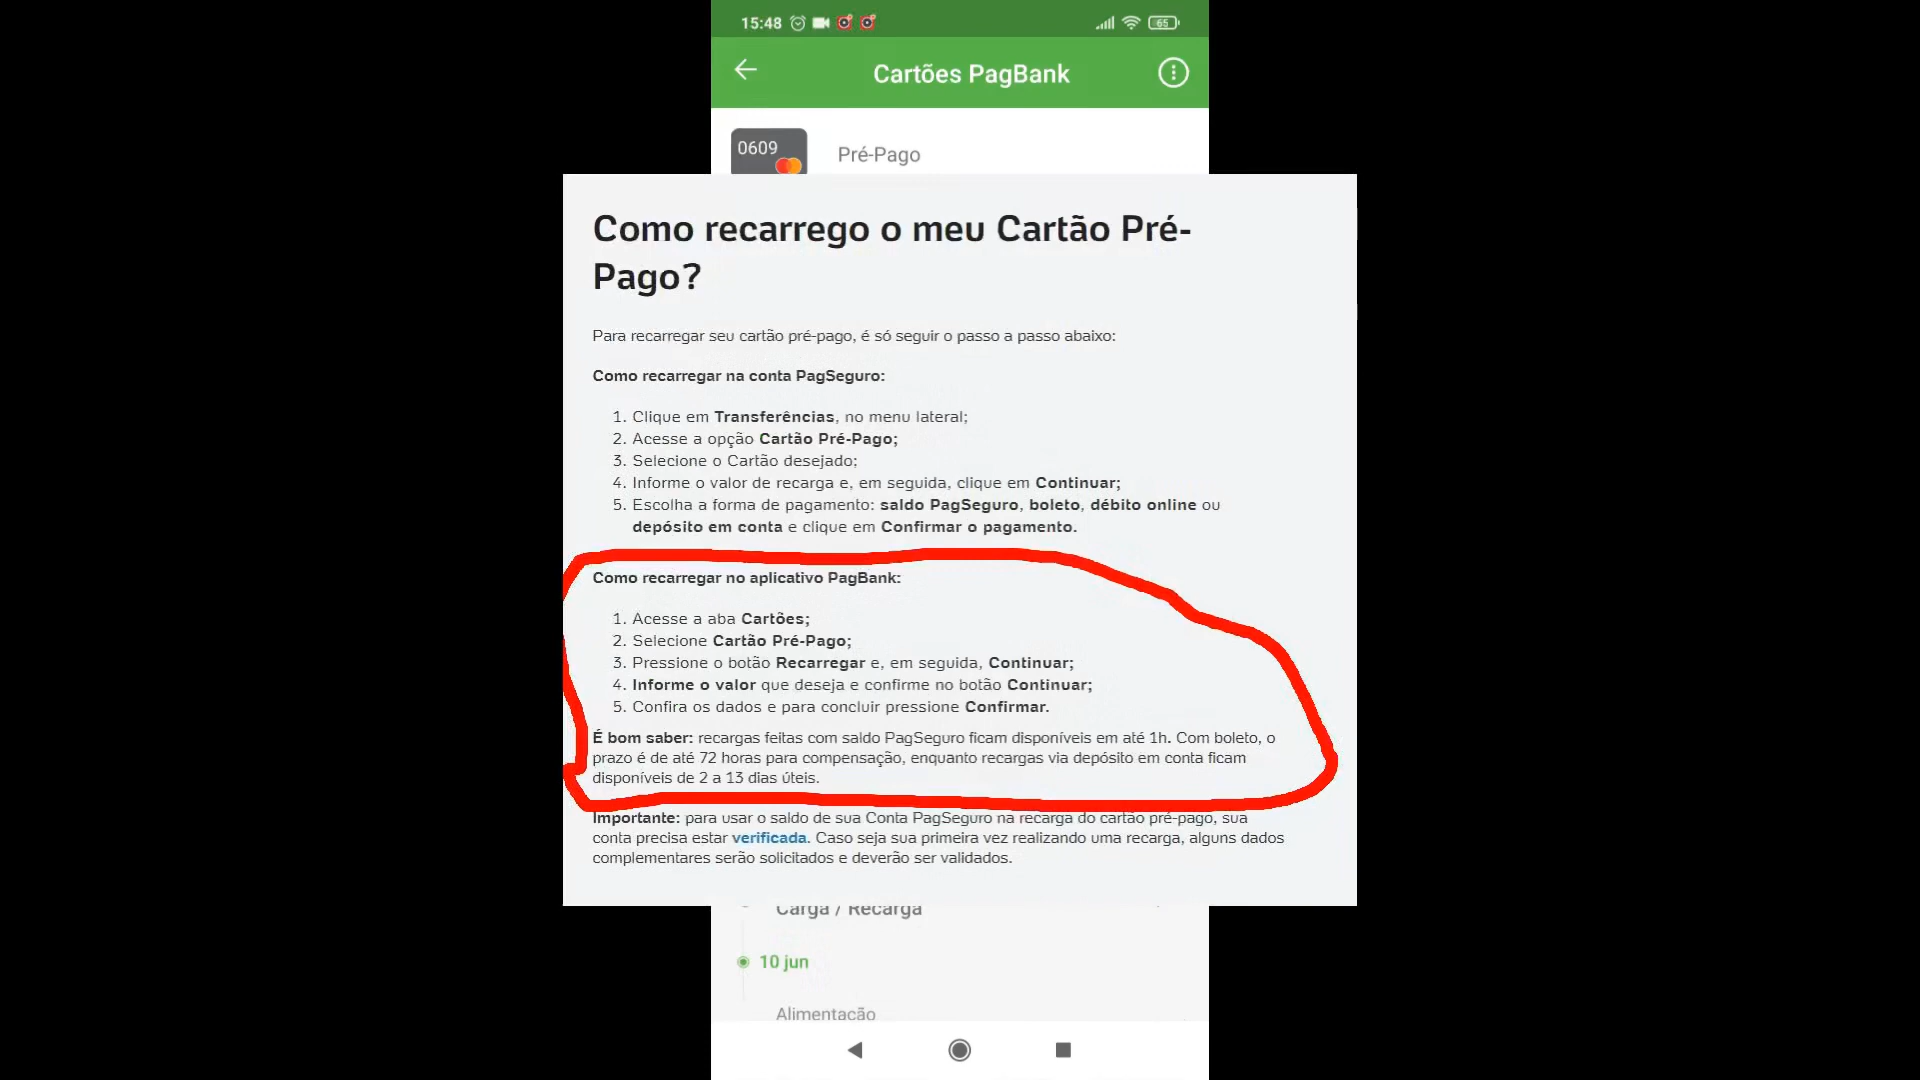 15:48
65
Cartões PagBank
0609
Pré-Pago
Como recarrego o meu Cartão Pré-
Pago?
Para recarregar seu cartão pré-pago, é só seguir o passo a passo abaixo:
Como recarregar na conta PagSeguro:
1. Clique em Transferências, no menu lateral;
2. Acesse a opção Cartão Pré-Pago;
3. Selecione o Cartão desejado;
4. Informe o valor de recarga e, em seguida, clique em Continuar;
5. Escolha a forma de pagamento: saldo PagSeguro, boleto, débito online ou
depósito em conta e clique em Confirmar o pagamento.
Como recarregar no aplicativo PagBank:
1. Acesse a aba Cartões;
2. Selecione Cartão Pré-Pago;
3. Pressione o botão Recarregar e, em seguida, Continuar;
4. Informe o valor que deseja e confirme no botão Continuar;
5. Confira os dados e para concluir pressione Confirmar.
É bom saber: recargas feitas com saldo PagSeguro ficam disponíveis em até 1h. Com boleto, o
prazo é de até 72 horas para compensação, enquanto recargas via depósito em conta ficam
disponíveis de 2 a 13 dias úteis.
Importante: para usar o saldo de sua Conta PagSeguro na recarga do cartão pré-pago, sua
conta precisa estar verificada. Caso seja sua primeira vez realizando uma recarga, alguns dados
complementares serão solicitados e deverão ser validados.
Carga / Recarga
10 jun
Alimentação